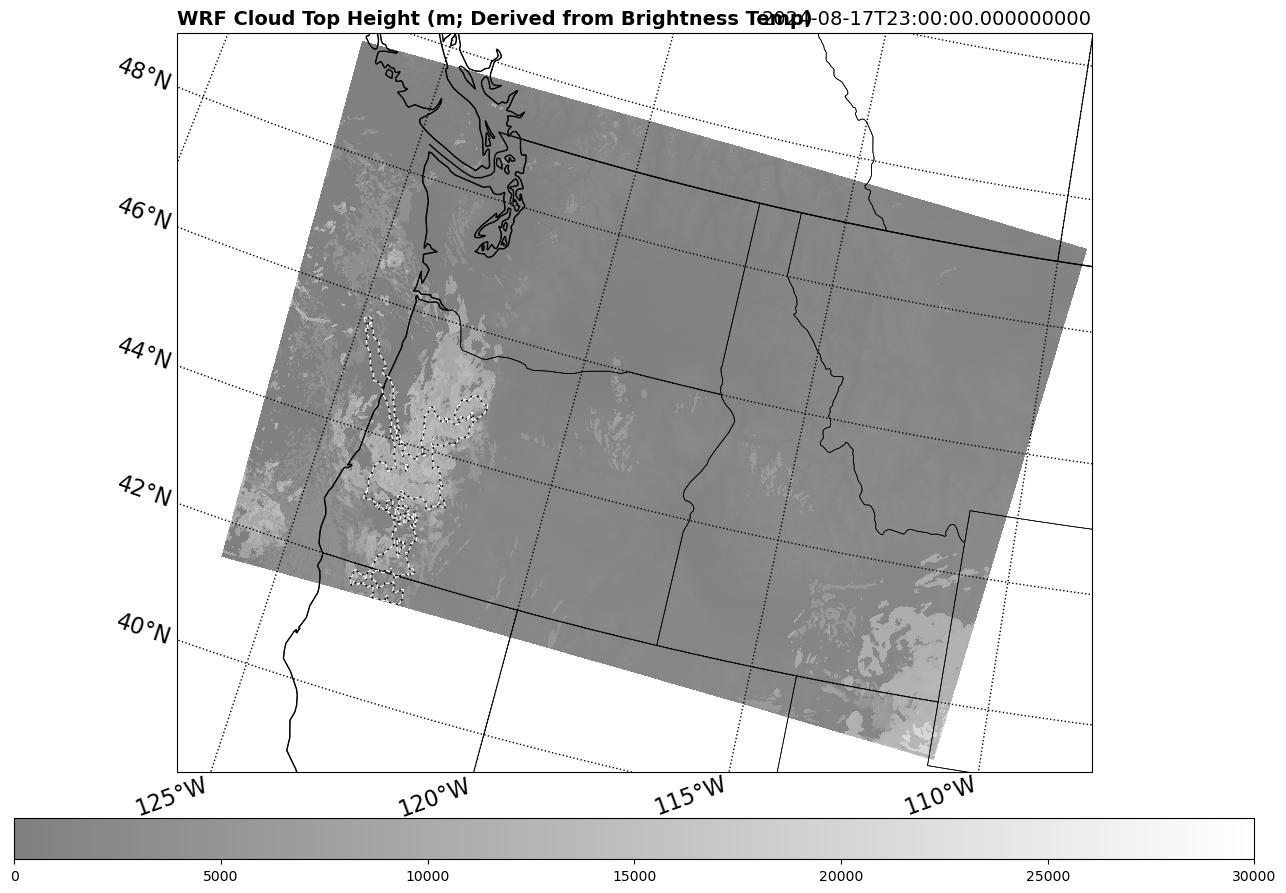 WRF Cloud Top Height (m; Derived from Brightness Temp)
2024-08-17T23:00:00.000000000
48°N
46°N
44°N
42°N
40°N
125°W
120°W
115°W
110°W
0
5000
10000
15000
20000
25000
30000